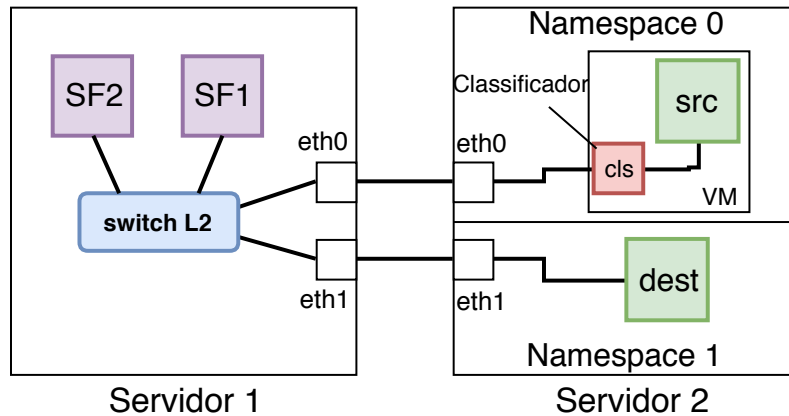 SF2
SF1
switch L2
eth0
eth1
Servidor 1
Namespace 0
Classificador
src
eth0
cls
VM
eth1
dest
Namespace 1
Servidor 2